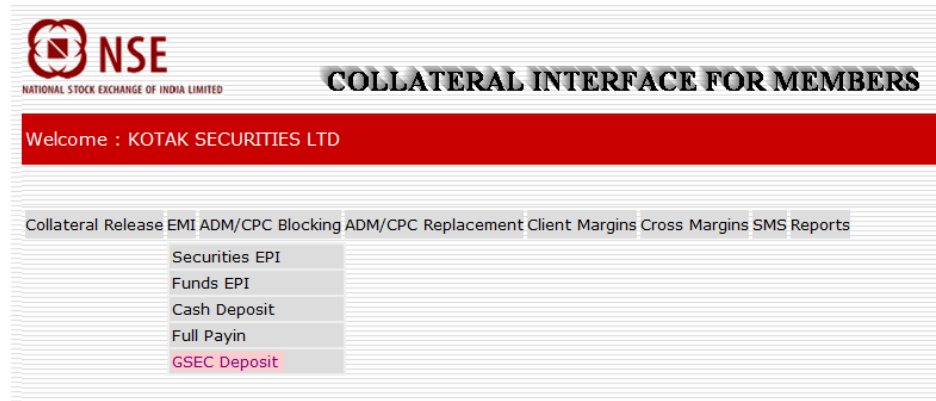 NSE
NATIONAL STOCK EXCHANGE OF INDIA LIMITED
COLLATERAL INTERFACE FOR MEMBERS
Welcome : KOTAK SECURITIES LTD
Collateral Release EMI ADM/CPC Blocking ADM/CPC Replacement Client Margins Cross Margins SMS Reports
Securities EPI
Funds EPI
Cash Deposit
Full Payin
GSEC Deposit